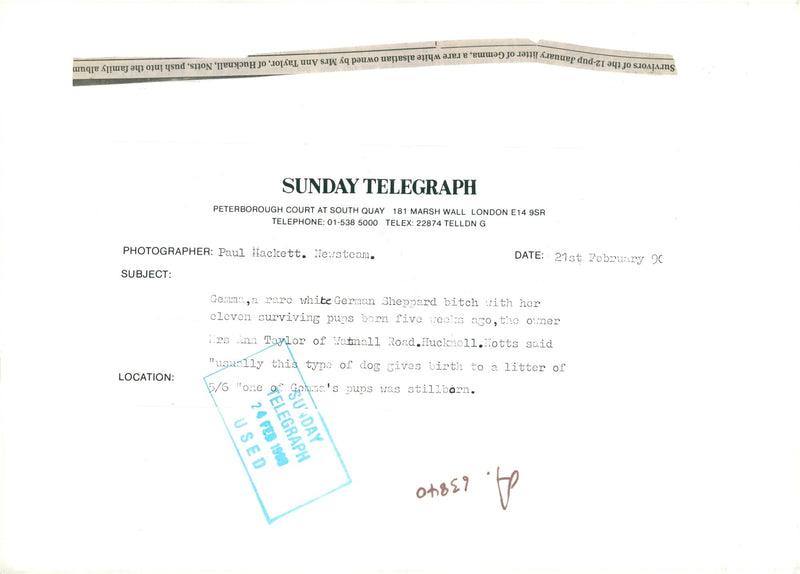 Survivors of the 12-pup January litter of Gemma, a rare white alsatian owned by Mrs Ann Taylor, of Hucknall, Notts, push into the family album
SUNDAY TELEGRAPH
PETERBOROUGH COURT AT SOUTH QUAY 181 MARSH WALL LONDON E14 9SR
TELEPHONE: 01-538 5000 TELEX: 22874 TELLDN G
PHOTOGRAPHER: Paul Hackett. Newsteam.
DATE: 21st February 90
SUBJECT:
Gemma,a rare white German Sheppard bitch with her
eleven surviving pups born five weeks ago,the owner
Mrs Ann Taylor of Watnall Road.Hucknell.Notts said
"usually this type of dog gives birth to a litter of
LOCATION:
5/6 "one of Gemma's pups was stillborn.
SUNDAY
TELEGRAPH
24 FEB
USED
63840